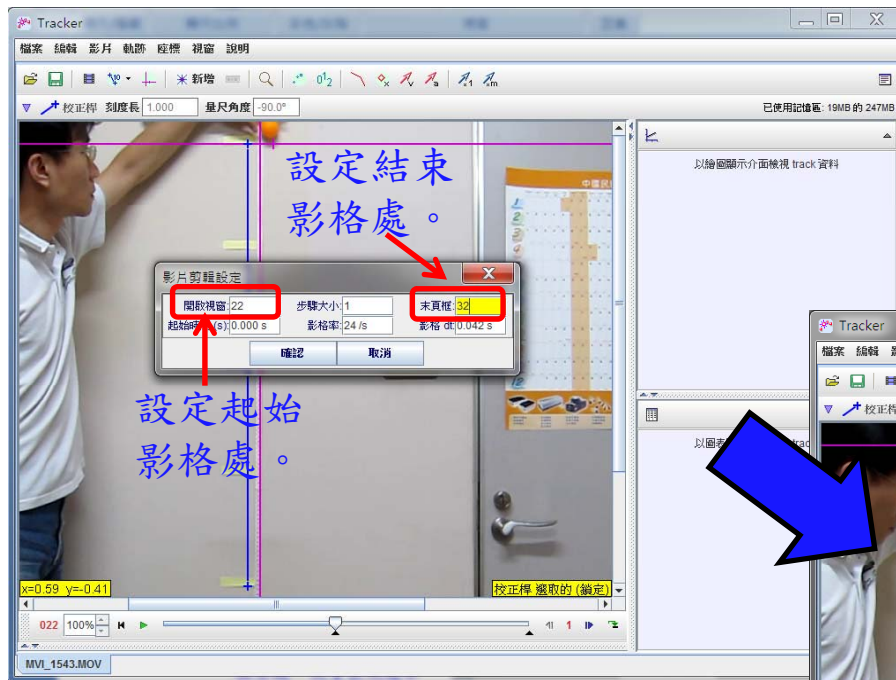 Tracker
檔案 編輯 影片 軌跡 座標 視窗 說明
新增
校正桿 刻度長 1.000 量尺角度 -90.0°
已使用記憶區: 19MB 的 247MB
以繪圖顯示介面檢視 track 資料
設定結束
影格處。
影片剪輯設定
開啟視窗: 22 步驟大小: 1 末頁框: 32
起始時 (s): 0.000 s 影格率: 24 /s 影格 dt: 0.042 s
確認 取消
設定起始
影格處。
以圖表
x=0.59 y=-0.41
校正桿 選取的 (鎖定)
022 100% 1
MVI_1543.MOV
Tracker
檔案 編輯
校正桿